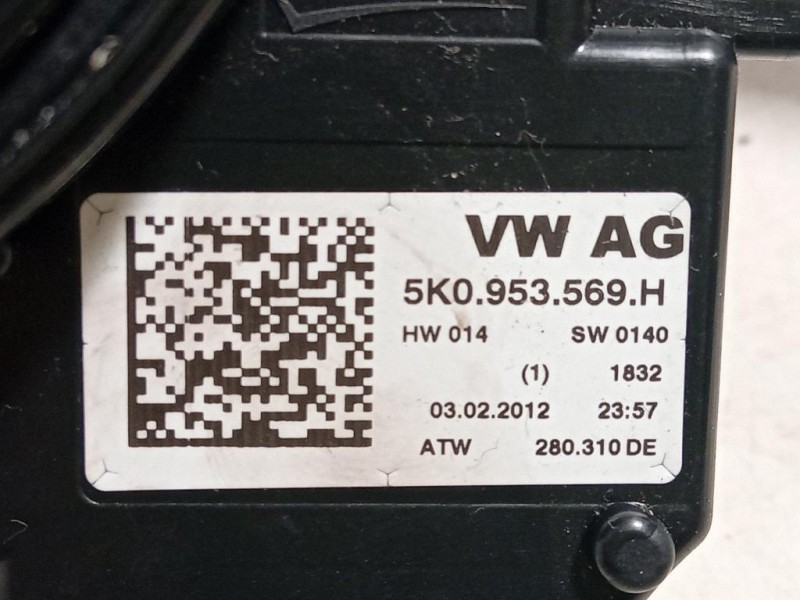 VW AG
5K0.953.569.H
HW 014 SW 0140
(1) 1832
03.02.2012 23:57
ATW 280.310 DE